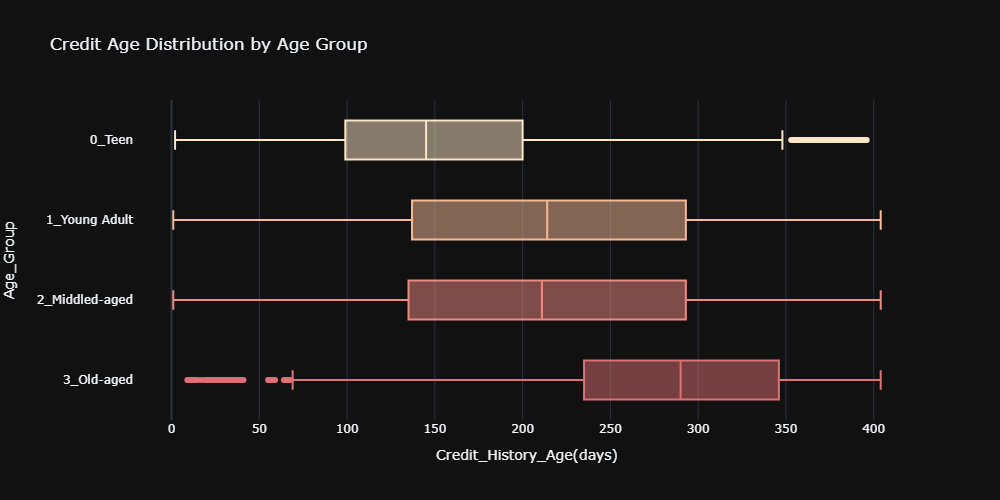 Credit Age Distribution by Age Group
0_Teen
1_Young Adult
2_Middled-aged
3_Old-aged
Age_Group
0 50 100 150 200 250 300 350 400
Credit_History_Age(days)